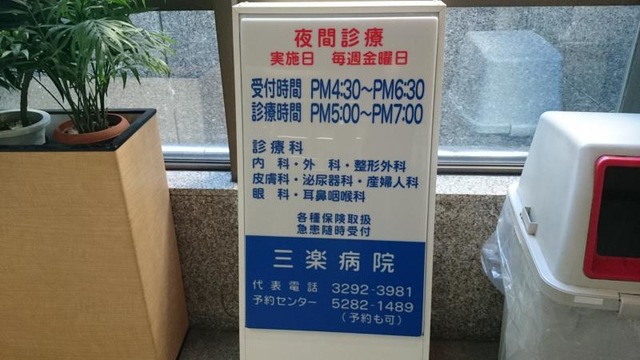 夜間診療
実施日 毎週金曜日
受付時間 PM4:30～PM6:30
診療時間 PM5:00～PM7:00
診療科
内 科・外 科・整形外科
皮膚科・泌尿器科・産婦人科
眼 科・耳鼻咽喉科
各種保険取扱
急患随時受付
三楽病院
代表電話 3292-3981
予約センター 5282-1489
(予約も可)